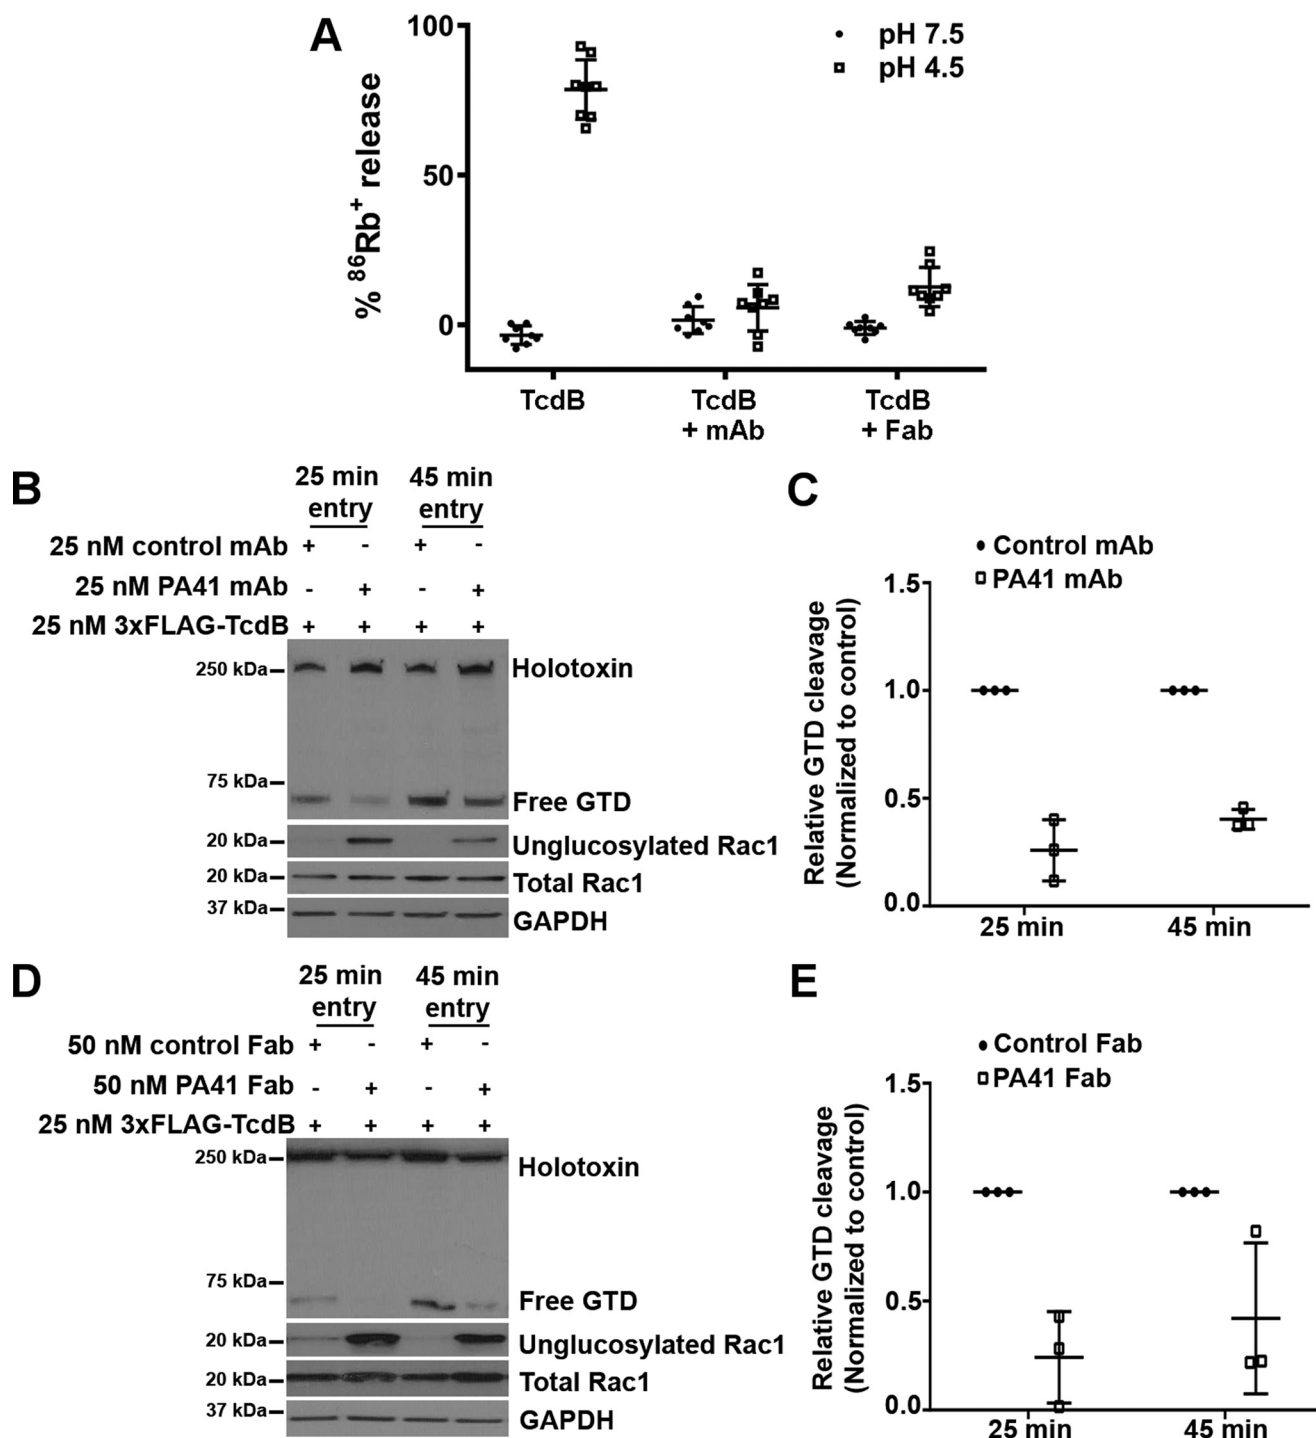 A
% ⁸⁶Rb⁺ release
100
50
0
pH 7.5
pH 4.5
TcdB
TcdB
+ mAb
TcdB
+ Fab
B
25 min
entry
45 min
entry
25 nM control mAb + - + -
25 nM PA41 mAb - + - +
25 nM 3xFLAG-TcdB + + + +
250 kDa
Holotoxin
75 kDa
Free GTD
20 kDa
Unglucosylated Rac1
20 kDa
Total Rac1
37 kDa
GAPDH
C
Control mAb
PA41 mAb
Relative GTD cleavage
(Normalized to control)
1.5
1.0
0.5
0.0
25 min
45 min
D
25 min
entry
45 min
entry
50 nM control Fab + - + -
50 nM PA41 Fab - + - +
25 nM 3xFLAG-TcdB + + + +
250 kDa
Holotoxin
75 kDa
Free GTD
20 kDa
Unglucosylated Rac1
20 kDa
Total Rac1
37 kDa
GAPDH
E
Control Fab
PA41 Fab
Relative GTD cleavage
(Normalized to control)
1.5
1.0
0.5
0.0
25 min
45 min